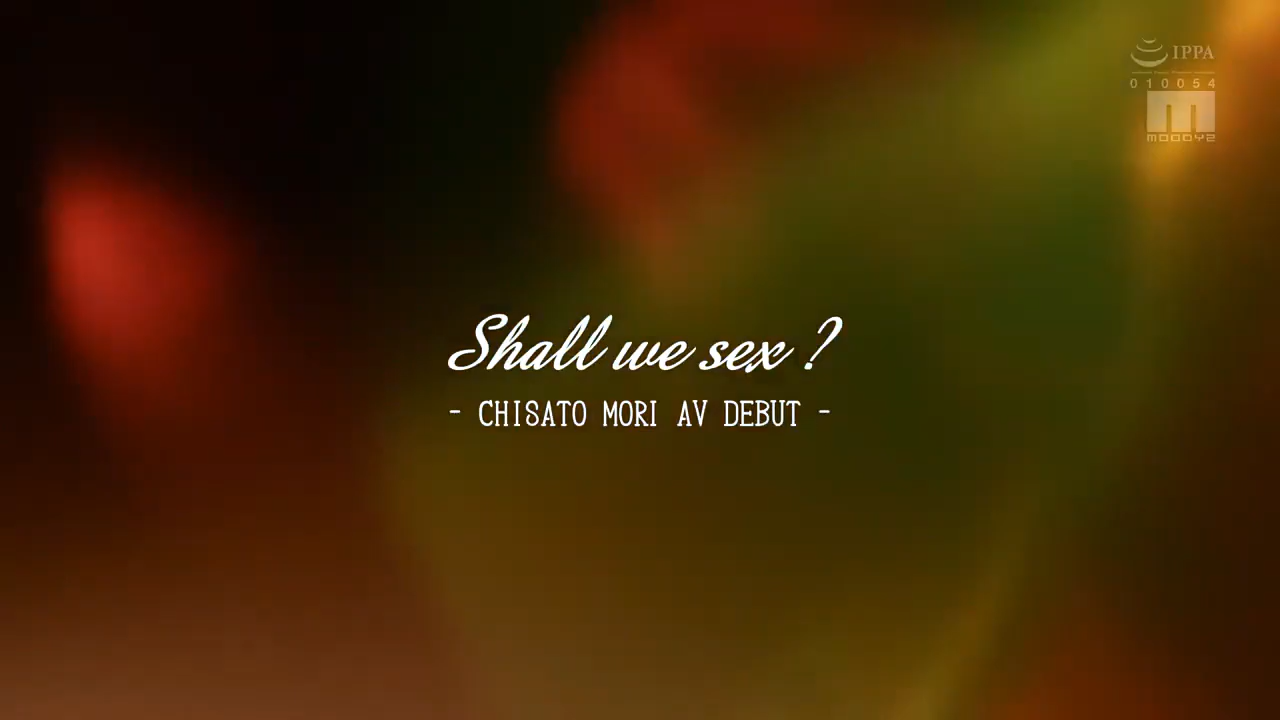 IPPA
010054
MOODYZ
Shall we sex ?
- CHISATO MORI AV DEBUT -